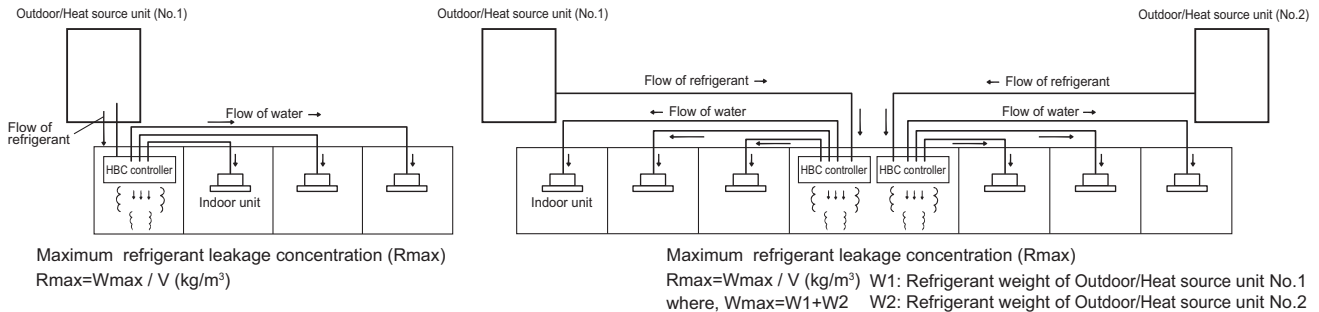 Outdoor/Heat source unit (No.1)
Flow of water →
Flow of
refrigerant
HBC controller
Indoor unit
Maximum refrigerant leakage concentration (Rmax)
Rmax=Wmax / V (kg/m³)
Outdoor/Heat source unit (No.1)
Outdoor/Heat source unit (No.2)
Flow of refrigerant →
← Flow of refrigerant
← Flow of water
Flow of water →
HBC controller
HBC controller
Indoor unit
Indoor unit
Maximum refrigerant leakage concentration (Rmax)
Rmax=Wmax / V (kg/m³) W1: Refrigerant weight of Outdoor/Heat source unit No.1
where, Wmax=W1+W2 W2: Refrigerant weight of Outdoor/Heat source unit No.2